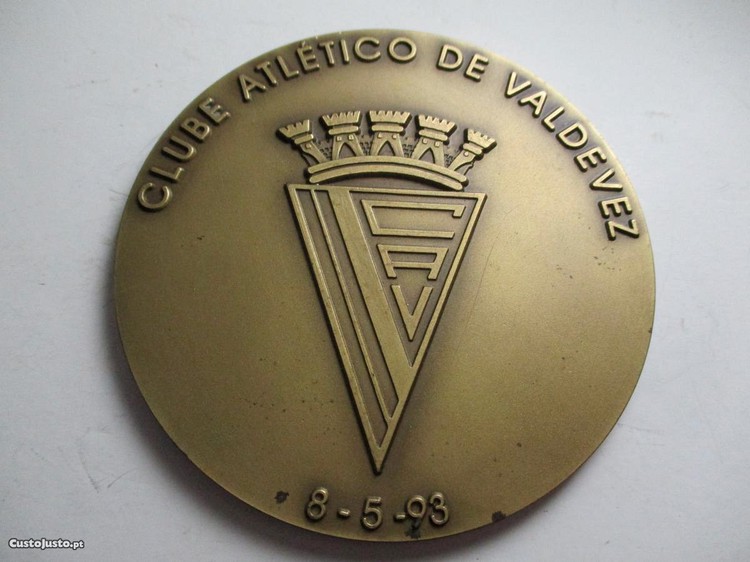 CLUBE ATLÉTICO DE VALDEVEZ
CAV
8-5-93
CustoJusto.pt